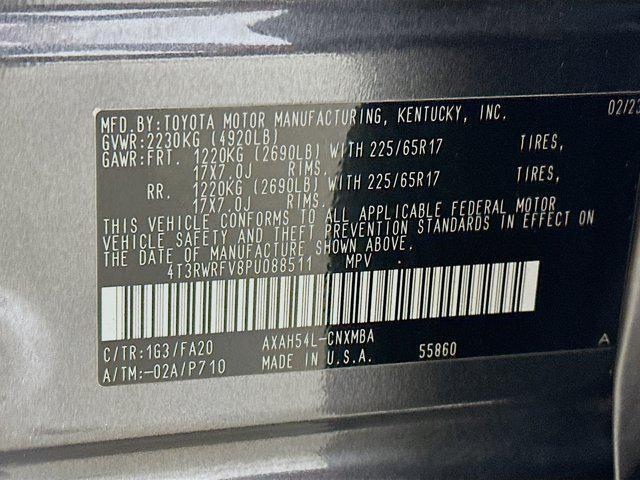 MFD.BY:TOYOTA MOTOR MANUFACTURING, KENTUCKY, INC. 02/23
GVWR:2230KG (4920LB)
GAWR:FRT. 1220KG (2690LB) WITH 225/65R17 TIRES,
17X7.0J RIMS.
RR. 1220KG (2690LB) WITH 225/65R17 TIRES,
17X7.0J RIMS.
THIS VEHICLE CONFORMS TO ALL APPLICABLE FEDERAL MOTOR
VEHICLE SAFETY AND THEFT PREVENTION STANDARDS IN EFFECT ON
THE DATE OF MANUFACTURE SHOWN ABOVE.
4T3RWRFV8PU088511 MPV
C/TR:1G3/FA20 AXAH54L-CNXMBA
A/TM:-02A/P710 MADE IN U.S.A. 55860 A